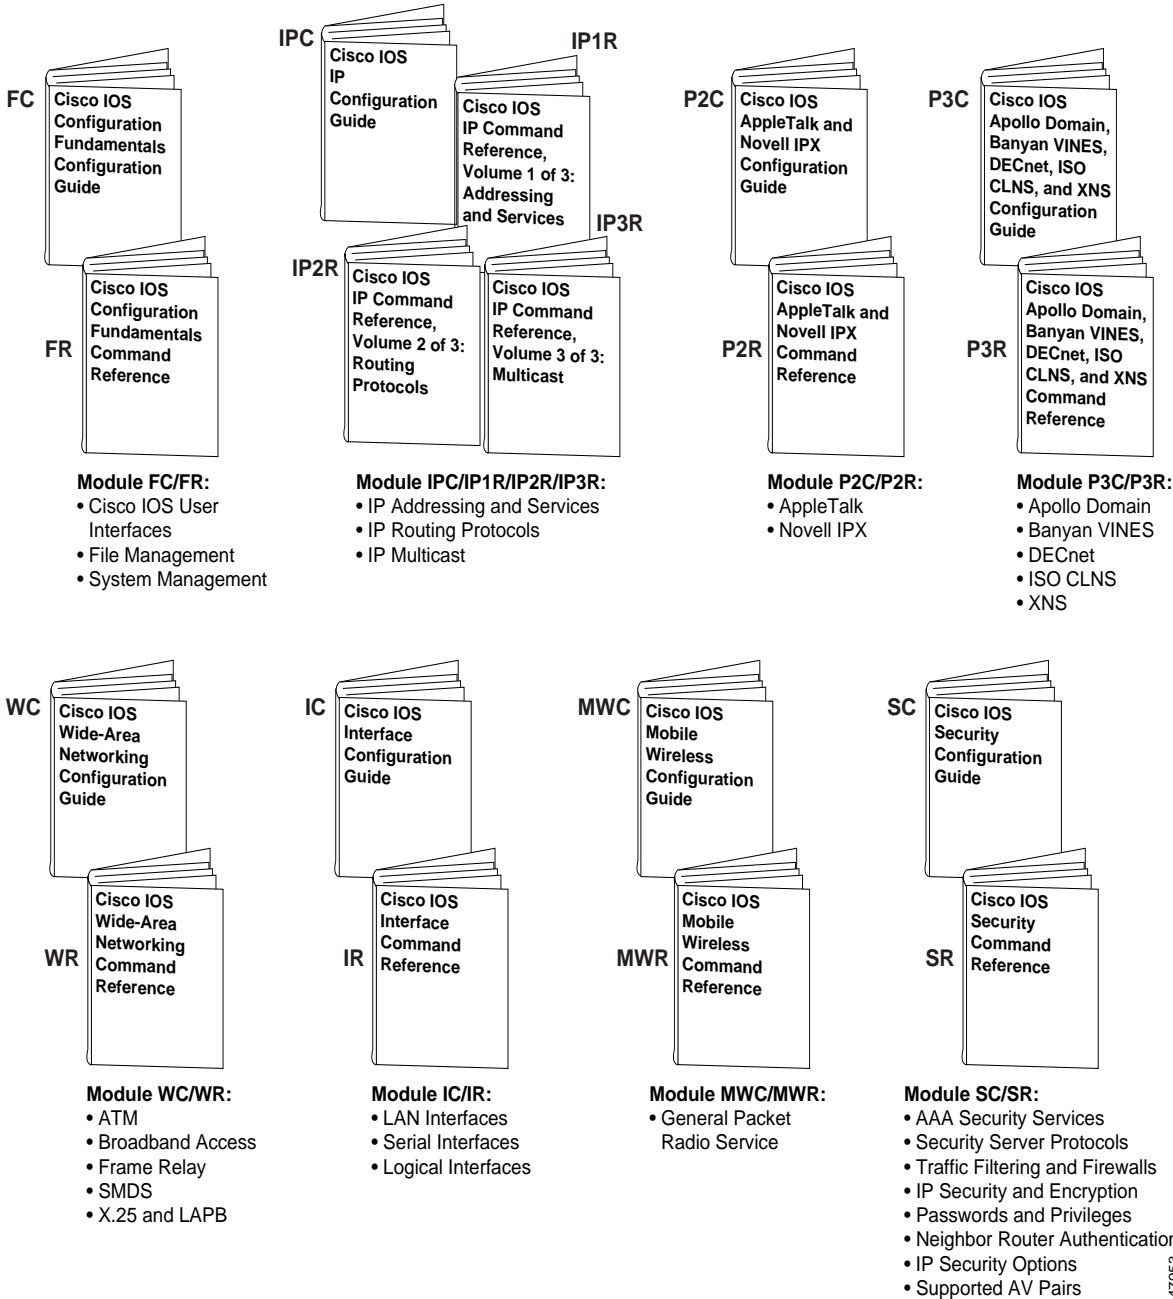 FC
Cisco IOS
Configuration
Fundamentals
Configuration
Guide
FR
Cisco IOS
Configuration
Fundamentals
Command
Reference
Module FC/FR:
• Cisco IOS User
Interfaces
• File Management
• System Management
IPC
Cisco IOS
IP
Configuration
Guide
IP1R
Cisco IOS
IP Command
Reference,
Volume 1 of 3:
Addressing
and Services
IP2R
Cisco IOS
IP Command
Reference,
Volume 2 of 3:
Routing
Protocols
IP3R
Cisco IOS
IP Command
Reference,
Volume 3 of 3:
Multicast
Module IPC/IP1R/IP2R/IP3R:
• IP Addressing and Services
• IP Routing Protocols
• IP Multicast
P2C
Cisco IOS
AppleTalk and
Novell IPX
Configuration
Guide
P2R
Cisco IOS
AppleTalk and
Novell IPX
Command
Reference
Module P2C/P2R:
• AppleTalk
• Novell IPX
P3C
Cisco IOS
Apollo Domain,
Banyan VINES,
DECnet, ISO
CLNS, and XNS
Configuration
Guide
P3R
Cisco IOS
Apollo Domain,
Banyan VINES,
DECnet, ISO
CLNS, and XNS
Command
Reference
Module P3C/P3R:
• Apollo Domain
• Banyan VINES
• DECnet
• ISO CLNS
• XNS
WC
Cisco IOS
Wide-Area
Networking
Configuration
Guide
WR
Cisco IOS
Wide-Area
Networking
Command
Reference
Module WC/WR:
• ATM
• Broadband Access
• Frame Relay
• SMDS
• X.25 and LAPB
IC
Cisco IOS
Interface
Configuration
Guide
IR
Cisco IOS
Interface
Command
Reference
Module IC/IR:
• LAN Interfaces
• Serial Interfaces
• Logical Interfaces
MWC
Cisco IOS
Mobile
Wireless
Configuration
Guide
MWR
Cisco IOS
Mobile
Wireless
Command
Reference
Module MWC/MWR:
• General Packet
Radio Service
SC
Cisco IOS
Security
Configuration
Guide
SR
Cisco IOS
Security
Command
Reference
Module SC/SR:
• AAA Security Services
• Security Server Protocols
• Traffic Filtering and Firewalls
• IP Security and Encryption
• Passwords and Privileges
• Neighbor Router Authentication
• IP Security Options
• Supported AV Pairs